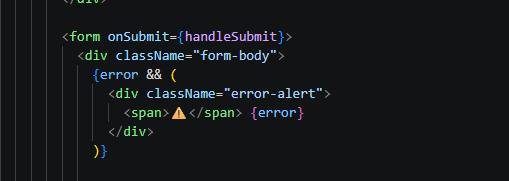 </div>
<form onSubmit={handleSubmit}>
<div className="form-body">
{error && (
<div className="error-alert">
<span>⚠️</span> {error}
</div>
)}